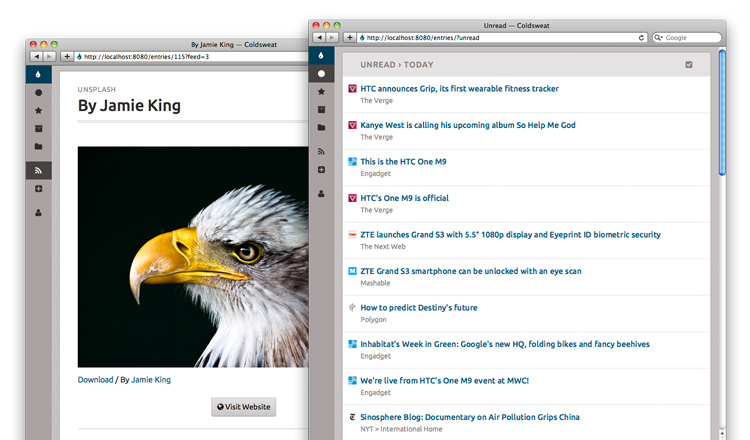 By Jamie King — Coldsweat
http://localhost:8080/entries/115?feed=3
UNSPLASH
By Jamie King
Download / By Jamie King
Visit Website
Unread — Coldsweat
http://localhost:8080/entries/?unread
Google
UNREAD › TODAY
HTC announces Grip, its first wearable fitness tracker
The Verge
Kanye West is calling his upcoming album So Help Me God
The Verge
This is the HTC One M9
Engadget
HTC's One M9 is official
The Verge
ZTE launches Grand S3 with 5.5" 1080p display and Eyeprint ID biometric security
The Next Web
ZTE Grand S3 smartphone can be unlocked with an eye scan
Mashable
How to predict Destiny's future
Polygon
Inhabitat's Week in Green: Google's new HQ, folding bikes and fancy beehives
Engadget
We're live from HTC's One M9 event at MWC!
Engadget
Sinosphere Blog: Documentary on Air Pollution Grips China
NYT > International Home